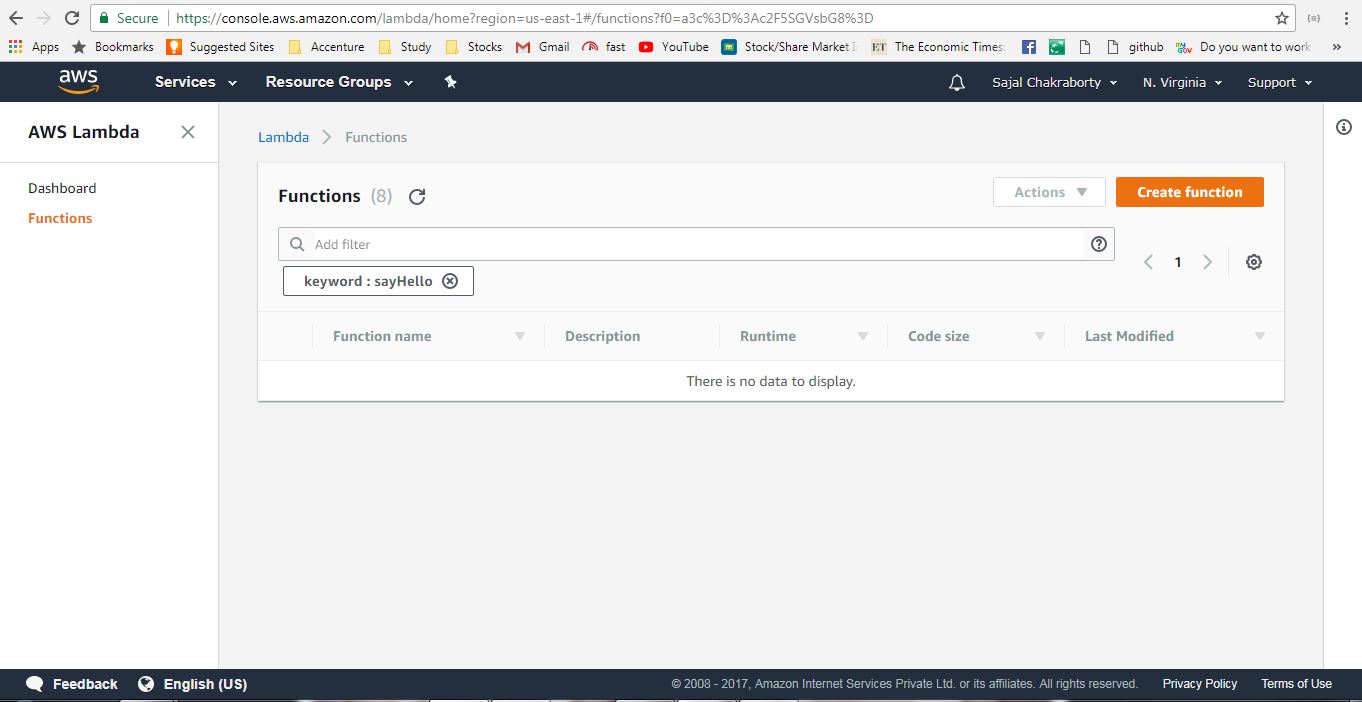 Secure https://console.aws.amazon.com/lambda/home?region=us-east-1#/functions?f0=a3c%3D%3Ac2F5SGVsbG8%3D
Apps Bookmarks Suggested Sites Accenture Study Stocks Gmail fast YouTube Stock/Share Market ET The Economic Times: github Do you want to work »
aws Services Resource Groups Sajal Chakraborty N. Virginia Support
AWS Lambda
Dashboard
Functions
Lambda Functions
Functions (8) Actions Create function
Add filter
1
keyword : sayHello
Function name Description Runtime Code size Last Modified
There is no data to display.
Feedback English (US) © 2008 - 2017, Amazon Internet Services Private Ltd. or its affiliates. All rights reserved. Privacy Policy Terms of Use